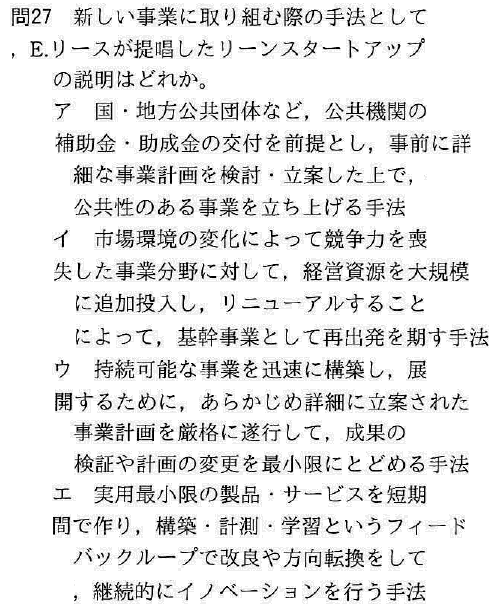 問27　新しい事業に取り組む際の手法として
，E.リースが提唱したリーンスタートアップ
の説明はどれか。
ア　国・地方公共団体など，公共機関の
補助金・助成金の交付を前提とし，事前に詳
細な事業計画を検討・立案した上で，
公共性のある事業を立ち上げる手法
イ　市場環境の変化によって競争力を喪
失した事業分野に対して，経営資源を大規模
に追加投入し，リニューアルすること
によって，基幹事業として再出発を期す手法
ウ　持続可能な事業を迅速に構築し，展
開するために，あらかじめ詳細に立案された
事業計画を厳格に遂行して，成果の
検証や計画の変更を最小限にとどめる手法
エ　実用最小限の製品・サービスを短期
間で作り，構築・計測・学習というフィード
バックループで改良や方向転換をして
，継続的にイノベーションを行う手法